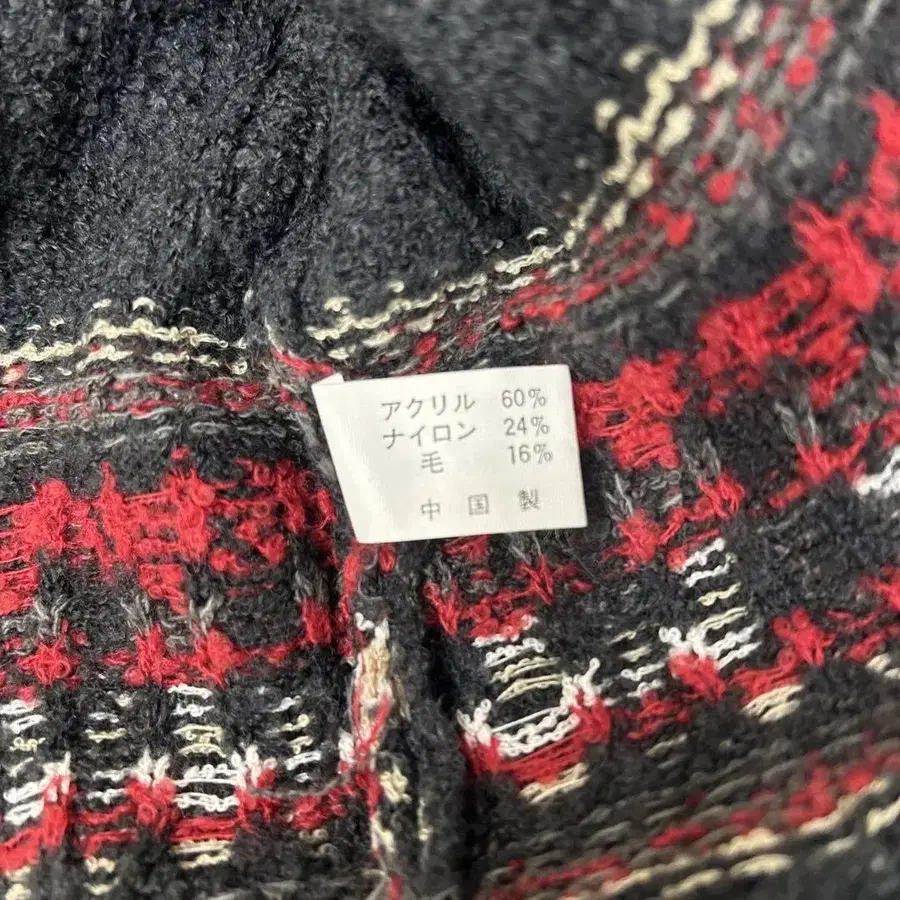 アクリル 60%
ナイロン 24%
毛 16%
中国製